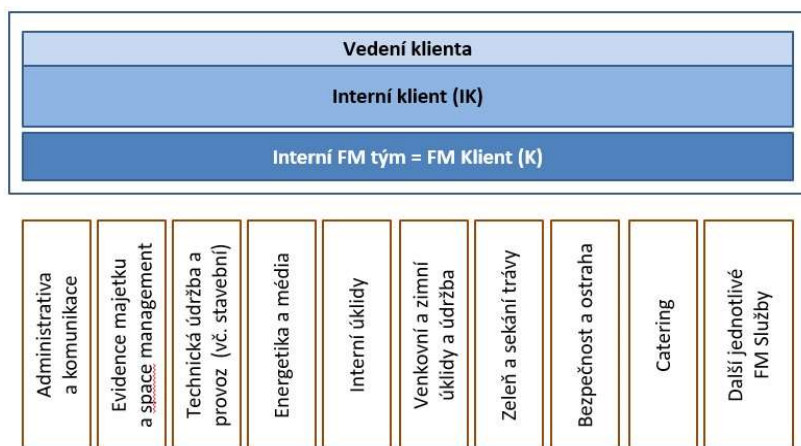 Vedení klienta
Interní klient (IK)
Interní FM tým = FM Klient (K)
Administrativa
a komunikace
Evidence majetku
a space management
Technická údržba a
provoz (vč. stavební)
Energetika a média
Interní úklidy
Venkovní a zimní
úklidy a údržba
Zeleň a sekání trávy
Bezpečnost a ostraha
Catering
Další jednotlivé
FM Služby